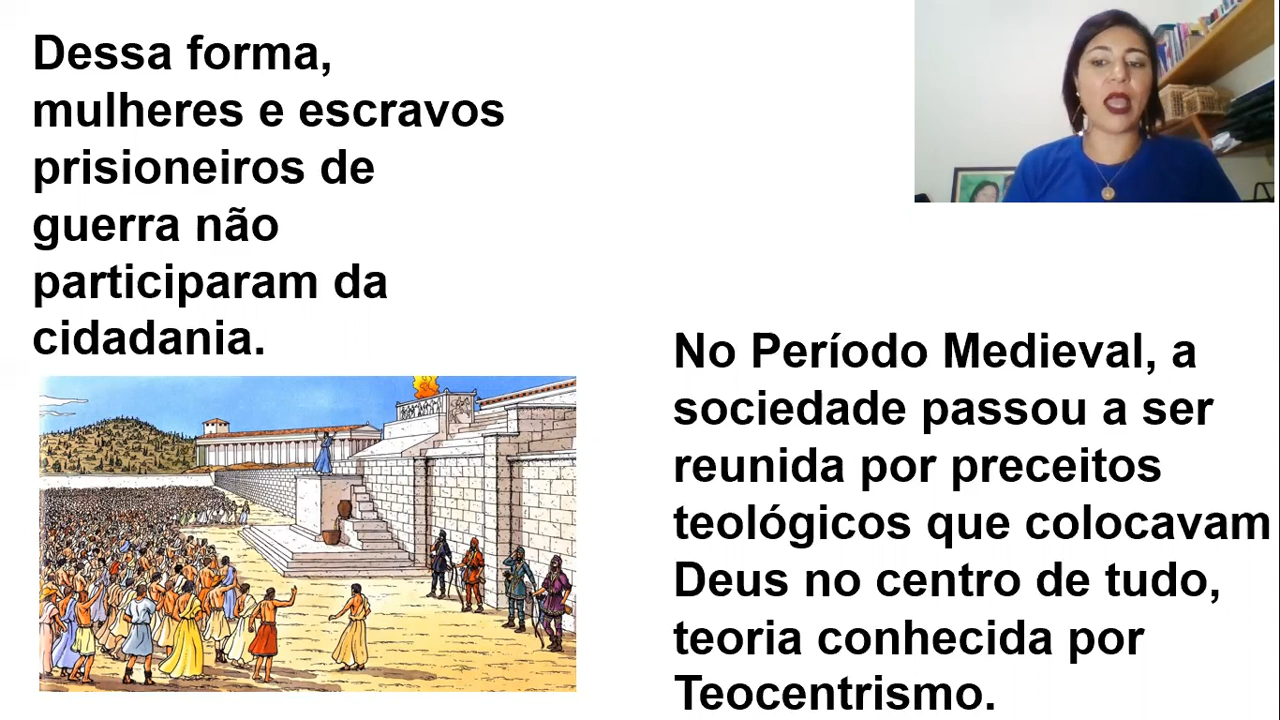 Dessa forma,
mulheres e escravos
prisioneiros de
guerra não
participaram da
cidadania.
No Período Medieval, a
sociedade passou a ser
reunida por preceitos
teológicos que colocavam
Deus no centro de tudo,
teoria conhecida por
Teocentrismo.